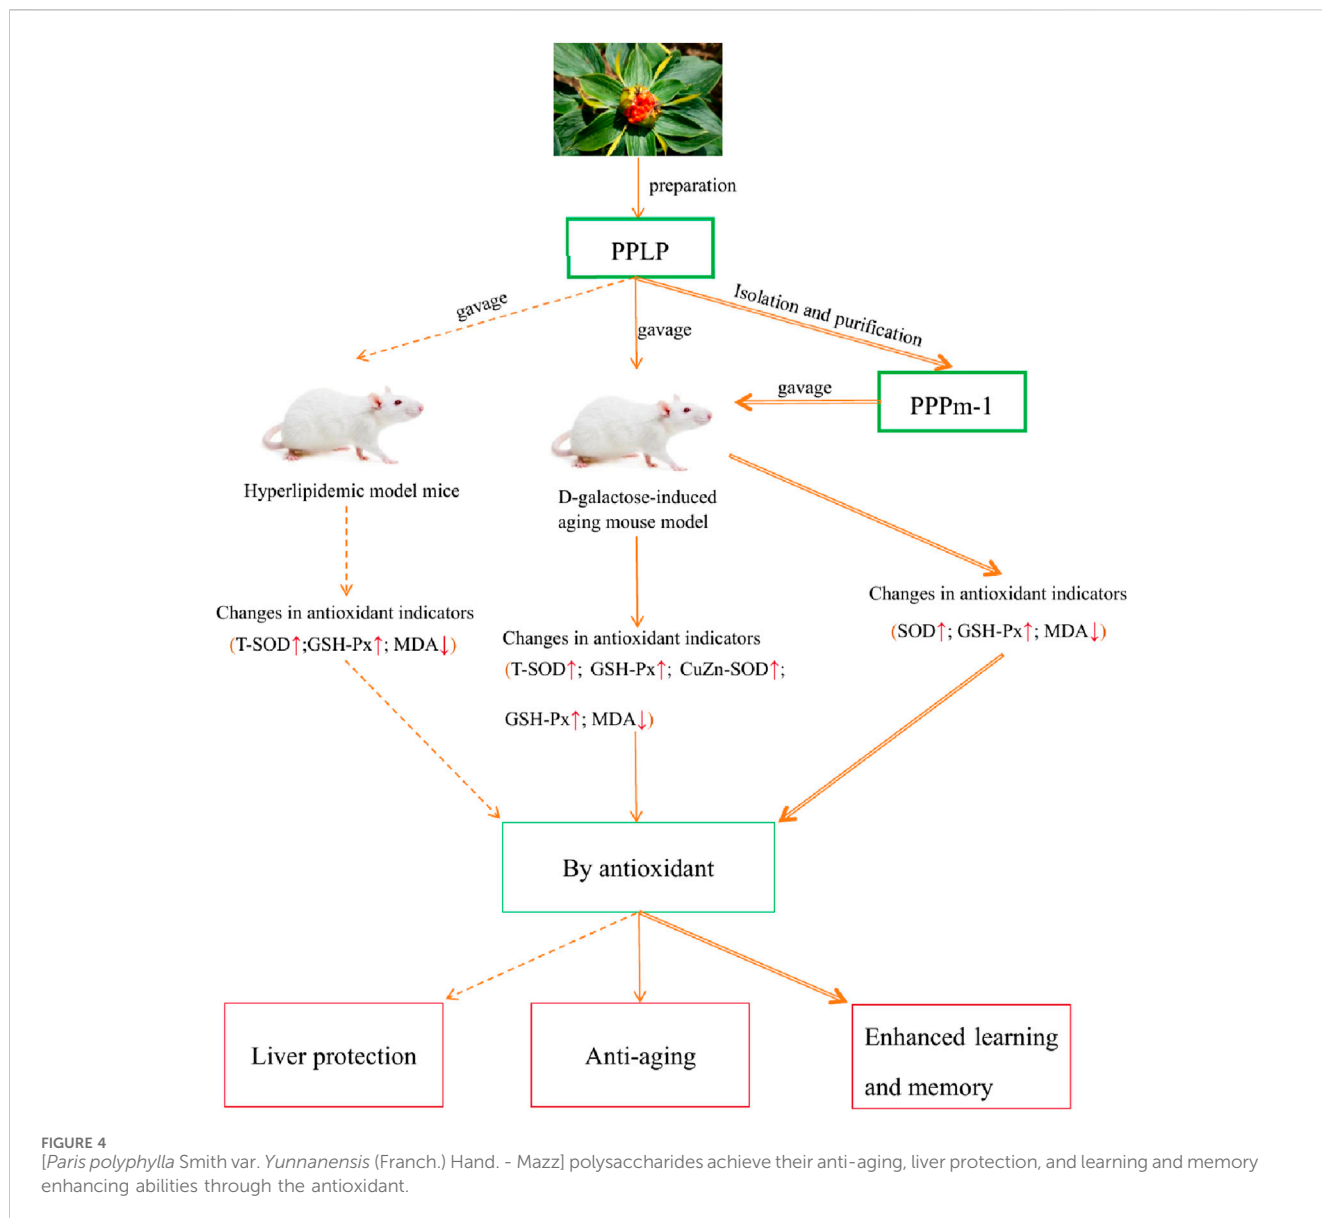 preparation
PPLP
gavage
gavage
Isolation and purification
gavage
PPPm-1
Hyperlipidemic model mice
D-galactose-induced
aging mouse model
Changes in antioxidant indicators
(T-SOD↑;GSH-Px↑; MDA↓)
Changes in antioxidant indicators
(T-SOD↑; GSH-Px↑; CuZn-SOD↑;
GSH-Px↑; MDA↓)
Changes in antioxidant indicators
(SOD↑; GSH-Px↑; MDA↓)
By antioxidant
Liver protection
Anti-aging
Enhanced learning
and memory
FIGURE 4
[Paris polyphylla Smith var. Yunnanensis (Franch.) Hand. - Mazz] polysaccharides achieve their anti-aging, liver protection, and learning and memory
enhancing abilities through the antioxidant.